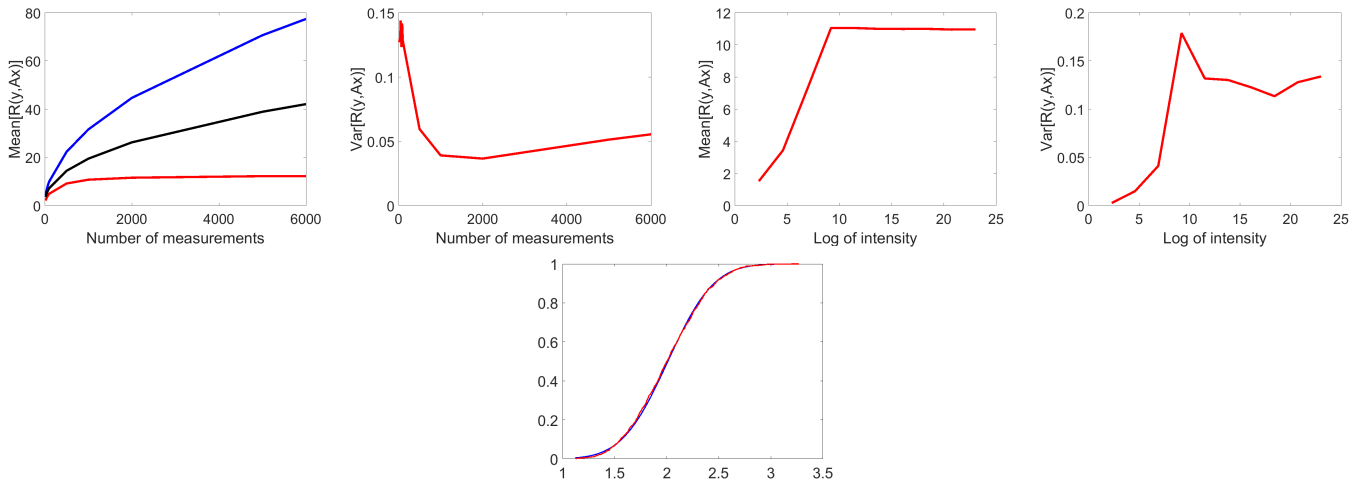 Mean[R(y,Ax)]
80
60
40
20
0
0 2000 4000 6000
Number of measurements
Var[R(y,Ax)]
0.15
0.1
0.05
0
0 2000 4000 6000
Number of measurements
Mean[R(y,Ax)]
12
10
8
6
4
2
0
0 5 10 15 20 25
Log of intensity
Var[R(y,Ax)]
0.2
0.15
0.1
0.05
0
0 5 10 15 20 25
Log of intensity
1
0.8
0.6
0.4
0.2
0
1 1.5 2 2.5 3 3.5